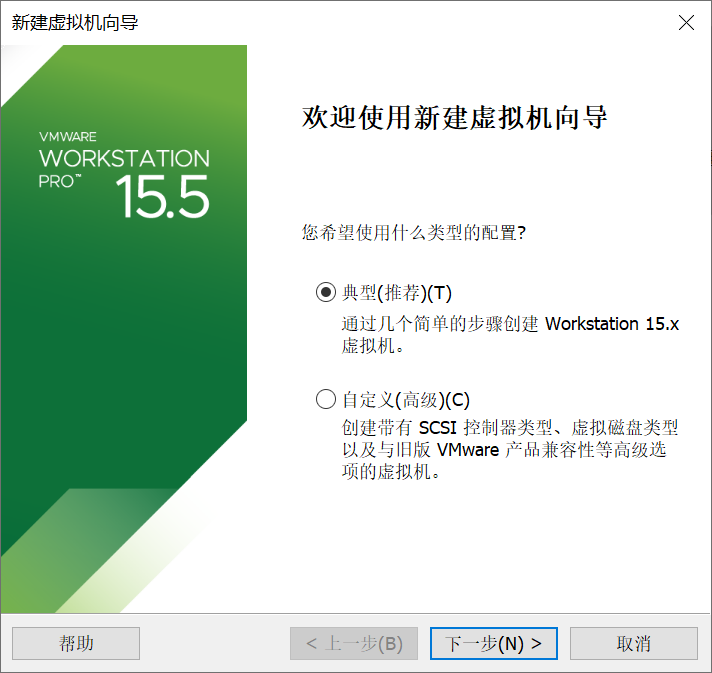 新建虚拟机向导
VMWARE
WORKSTATION
PRO™
15.5
欢迎使用新建虚拟机向导
您希望使用什么类型的配置?
典型(推荐)(T)
通过几个简单的步骤创建 Workstation 15.x
虚拟机。
自定义(高级)(C)
创建带有 SCSI 控制器类型、虚拟磁盘类型
以及与旧版 VMware 产品兼容性等高级选
项的虚拟机。
帮助
< 上一步(B)
下一步(N) >
取消